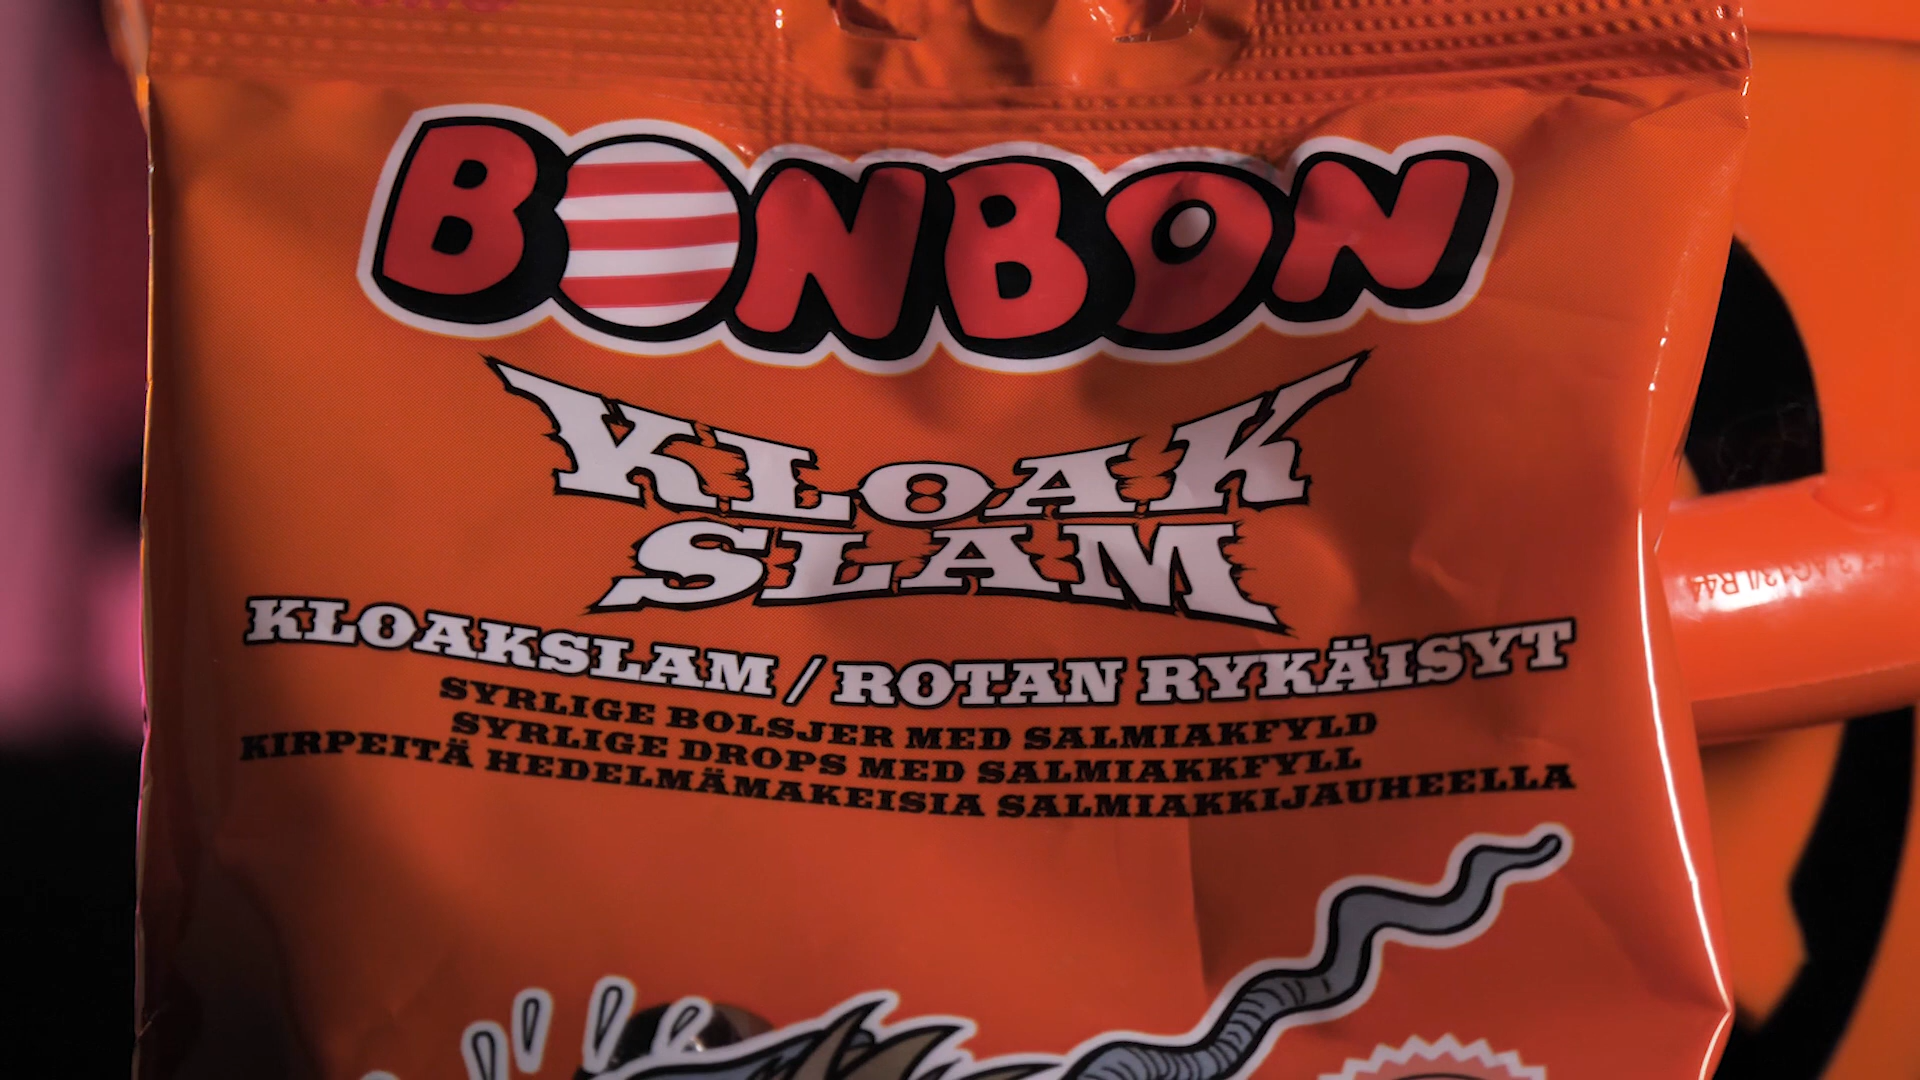 BONBON
KLOAK
SLAM
KLOAKSLAM / ROTAN RYKÄISYT
SYRLIGE BOLSJER MED SALMIAKFYLD
SYRLIGE DROPS MED SALMIAKKFYLL
KIRPEITÄ HEDELMÄMAKEISIA SALMIAKKIJAUHEELLA